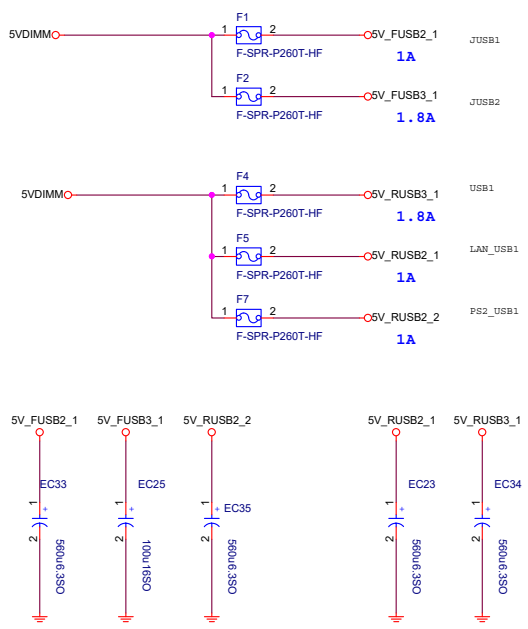 F1
5VDIMM 1 2 5V_FUSB2_1 JUSB1
F-SPR-P260T-HF 1A
F2
1 2 5V_FUSB3_1 JUSB2
F-SPR-P260T-HF 1.8A
F4 USB1
5VDIMM 1 2 5V_RUSB3_1
F-SPR-P260T-HF 1.8A
F5 LAN_USB1
1 2 5V_RUSB2_1
F-SPR-P260T-HF 1A
F7 PS2_USB1
1 2 5V_RUSB2_2
F-SPR-P260T-HF 1A
5V_FUSB2_1 5V_FUSB3_1 5V_RUSB2_2 5V_RUSB2_1 5V_RUSB3_1
EC33 EC25 EC35 EC23 EC34
1 + 1 + 1 + 1 + 1 +
2 2 2 2 2
560u6.3SO 100u16SO 560u6.3SO 560u6.3SO 560u6.3SO